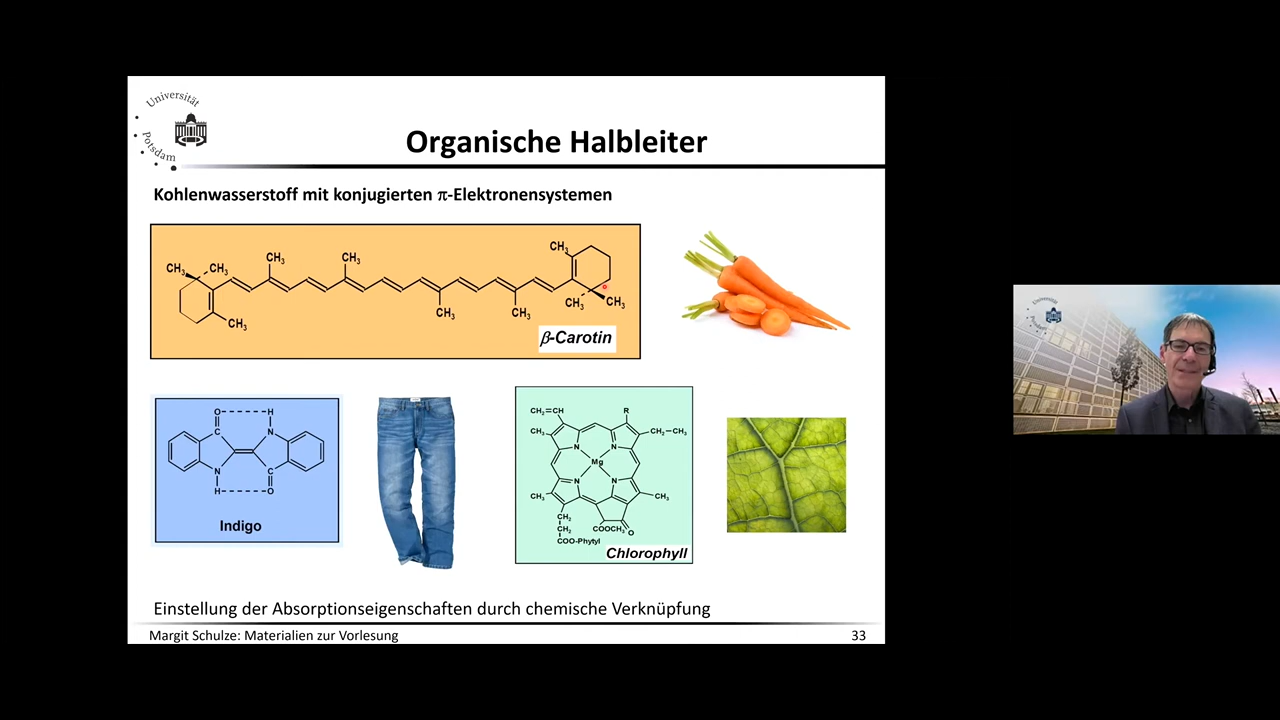 Universität
Potsdam
Organische Halbleiter
Kohlenwasserstoff mit konjugierten π-Elektronensystemen
CH₃
CH₃ CH₃ CH₃ CH₃
CH₃ CH₃
CH₃ CH₃ CH₃
β-Carotin
O H
C N
N C
H O
Indigo
CH₂=CH R
CH₃ CH₂–CH₃
N N
Mg
N N
CH₃ CH₃
CH₂
CH₂ COOCH₃ O
COO-Phytyl
Chlorophyll
Einstellung der Absorptionseigenschaften durch chemische Verknüpfung
Margit Schulze: Materialien zur Vorlesung 33
Universität
Potsdam